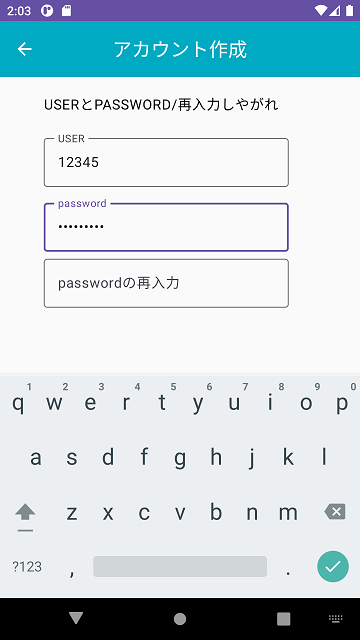 2:03
アカウント作成
USERとPASSWORD/再入力しやがれ
USER
12345
password
•••••••••
passwordの再入力
1 2 3 4 5 6 7 8 9 0
q w e r t y u i o p
a s d f g h j k l
z x c v b n m
?123 , .